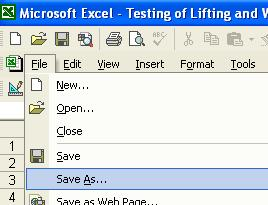 Microsoft Excel - Testing of Lifting and
File Edit View Insert Format Tools
New...
Open...
Close
1
Save
2
Save As...
3
Save as Web Page...
4